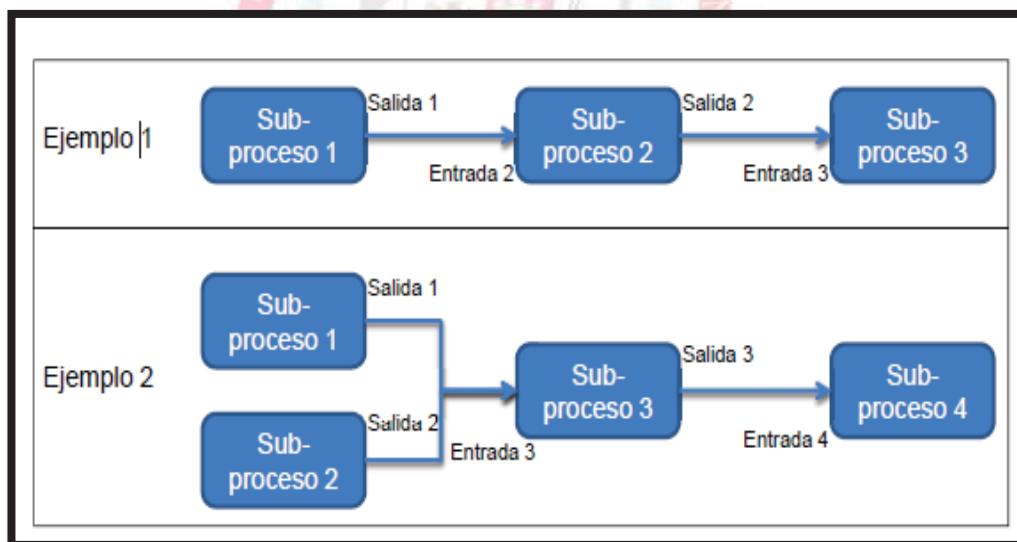 Ejemplo 1
Sub-
proceso 1
Salida 1
Entrada 2
Sub-
proceso 2
Salida 2
Entrada 3
Sub-
proceso 3
Ejemplo 2
Sub-
proceso 1
Salida 1
Sub-
proceso 2
Salida 2
Entrada 3
Sub-
proceso 3
Salida 3
Entrada 4
Sub-
proceso 4